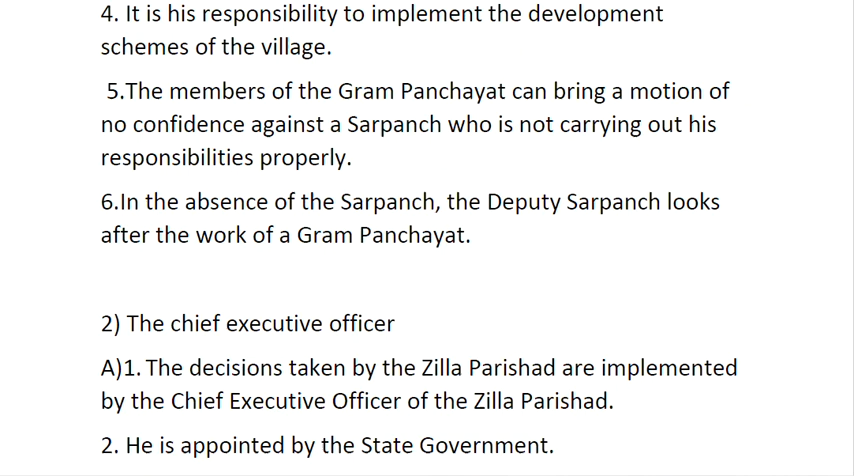 4. It is his responsibility to implement the development
schemes of the village.
5.The members of the Gram Panchayat can bring a motion of
no confidence against a Sarpanch who is not carrying out his
responsibilities properly.
6.In the absence of the Sarpanch, the Deputy Sarpanch looks
after the work of a Gram Panchayat.
2) The chief executive officer
A)1. The decisions taken by the Zilla Parishad are implemented
by the Chief Executive Officer of the Zilla Parishad.
2. He is appointed by the State Government.